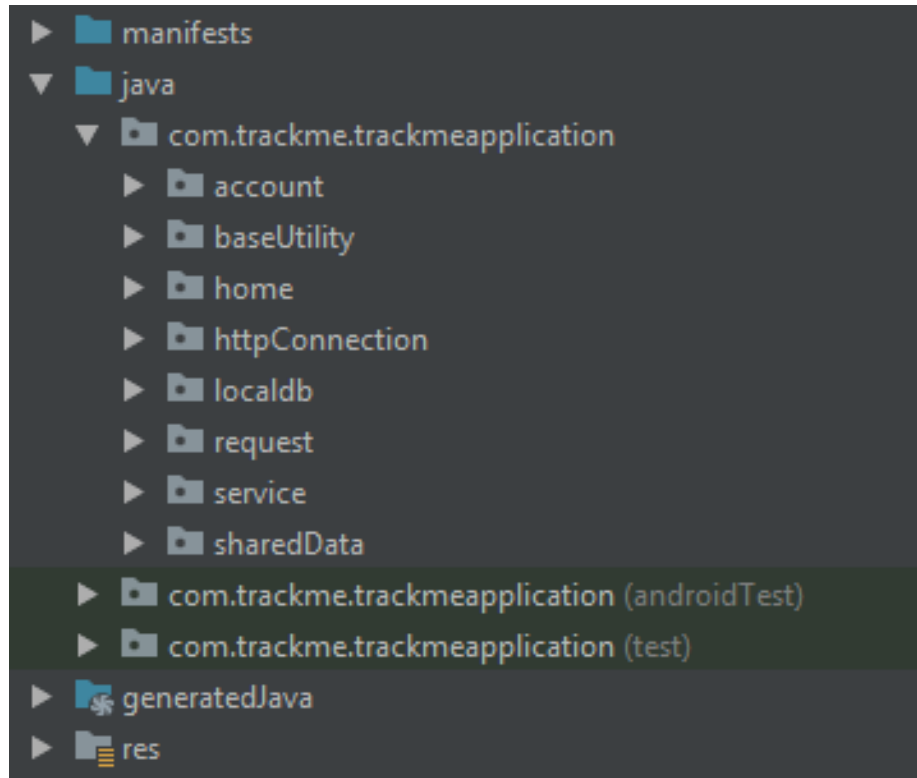 manifests
java
com.trackme.trackmeapplication
account
baseUtility
home
httpConnection
localdb
request
service
sharedData
com.trackme.trackmeapplication (androidTest)
com.trackme.trackmeapplication (test)
generatedJava
res